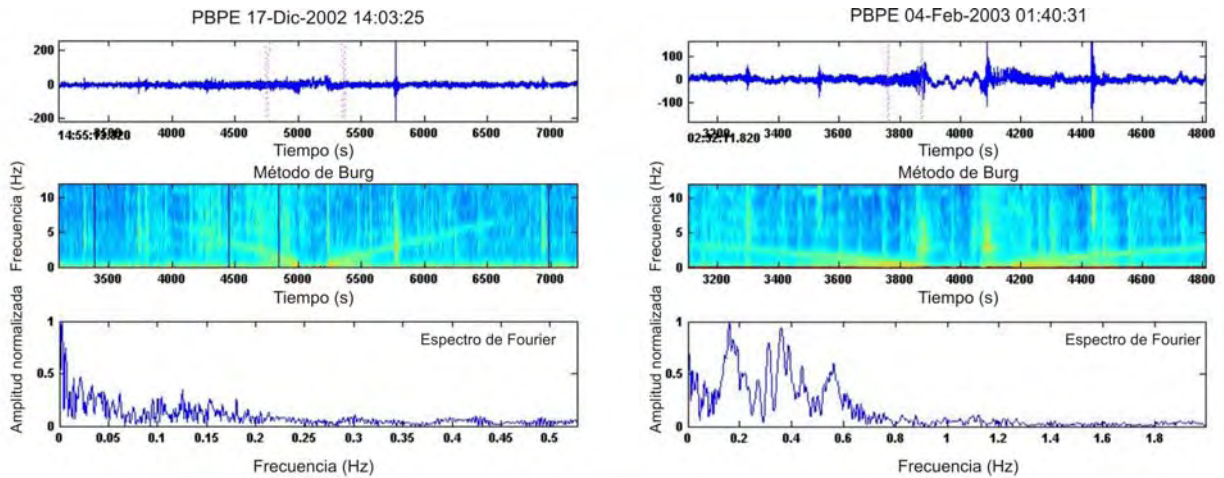 PBPE 17-Dic-2002 14:03:25
200
0
-200
3500 4000 4500 5000 5500 6000 6500 7000
Tiempo (s)
Método de Burg
Frecuencia (Hz)
10
5
0
3500 4000 4500 5000 5500 6000 6500 7000
Tiempo (s)
Amplitud normalizada
1
0.5
0
Espectro de Fourier
0 0.05 0.1 0.15 0.2 0.25 0.3 0.35 0.4 0.45 0.5
Frecuencia (Hz)
PBPE 04-Feb-2003 01:40:31
100
0
-100
3200 3400 3600 3800 4000 4200 4400 4600 4800
Tiempo (s)
Método de Burg
Frecuencia (Hz)
10
5
0
3200 3400 3600 3800 4000 4200 4400 4600 4800
Tiempo (s)
Amplitud normalizada
1
0.5
0
Espectro de Fourier
0 0.2 0.4 0.6 0.8 1 1.2 1.4 1.6 1.8
Frecuencia (Hz)